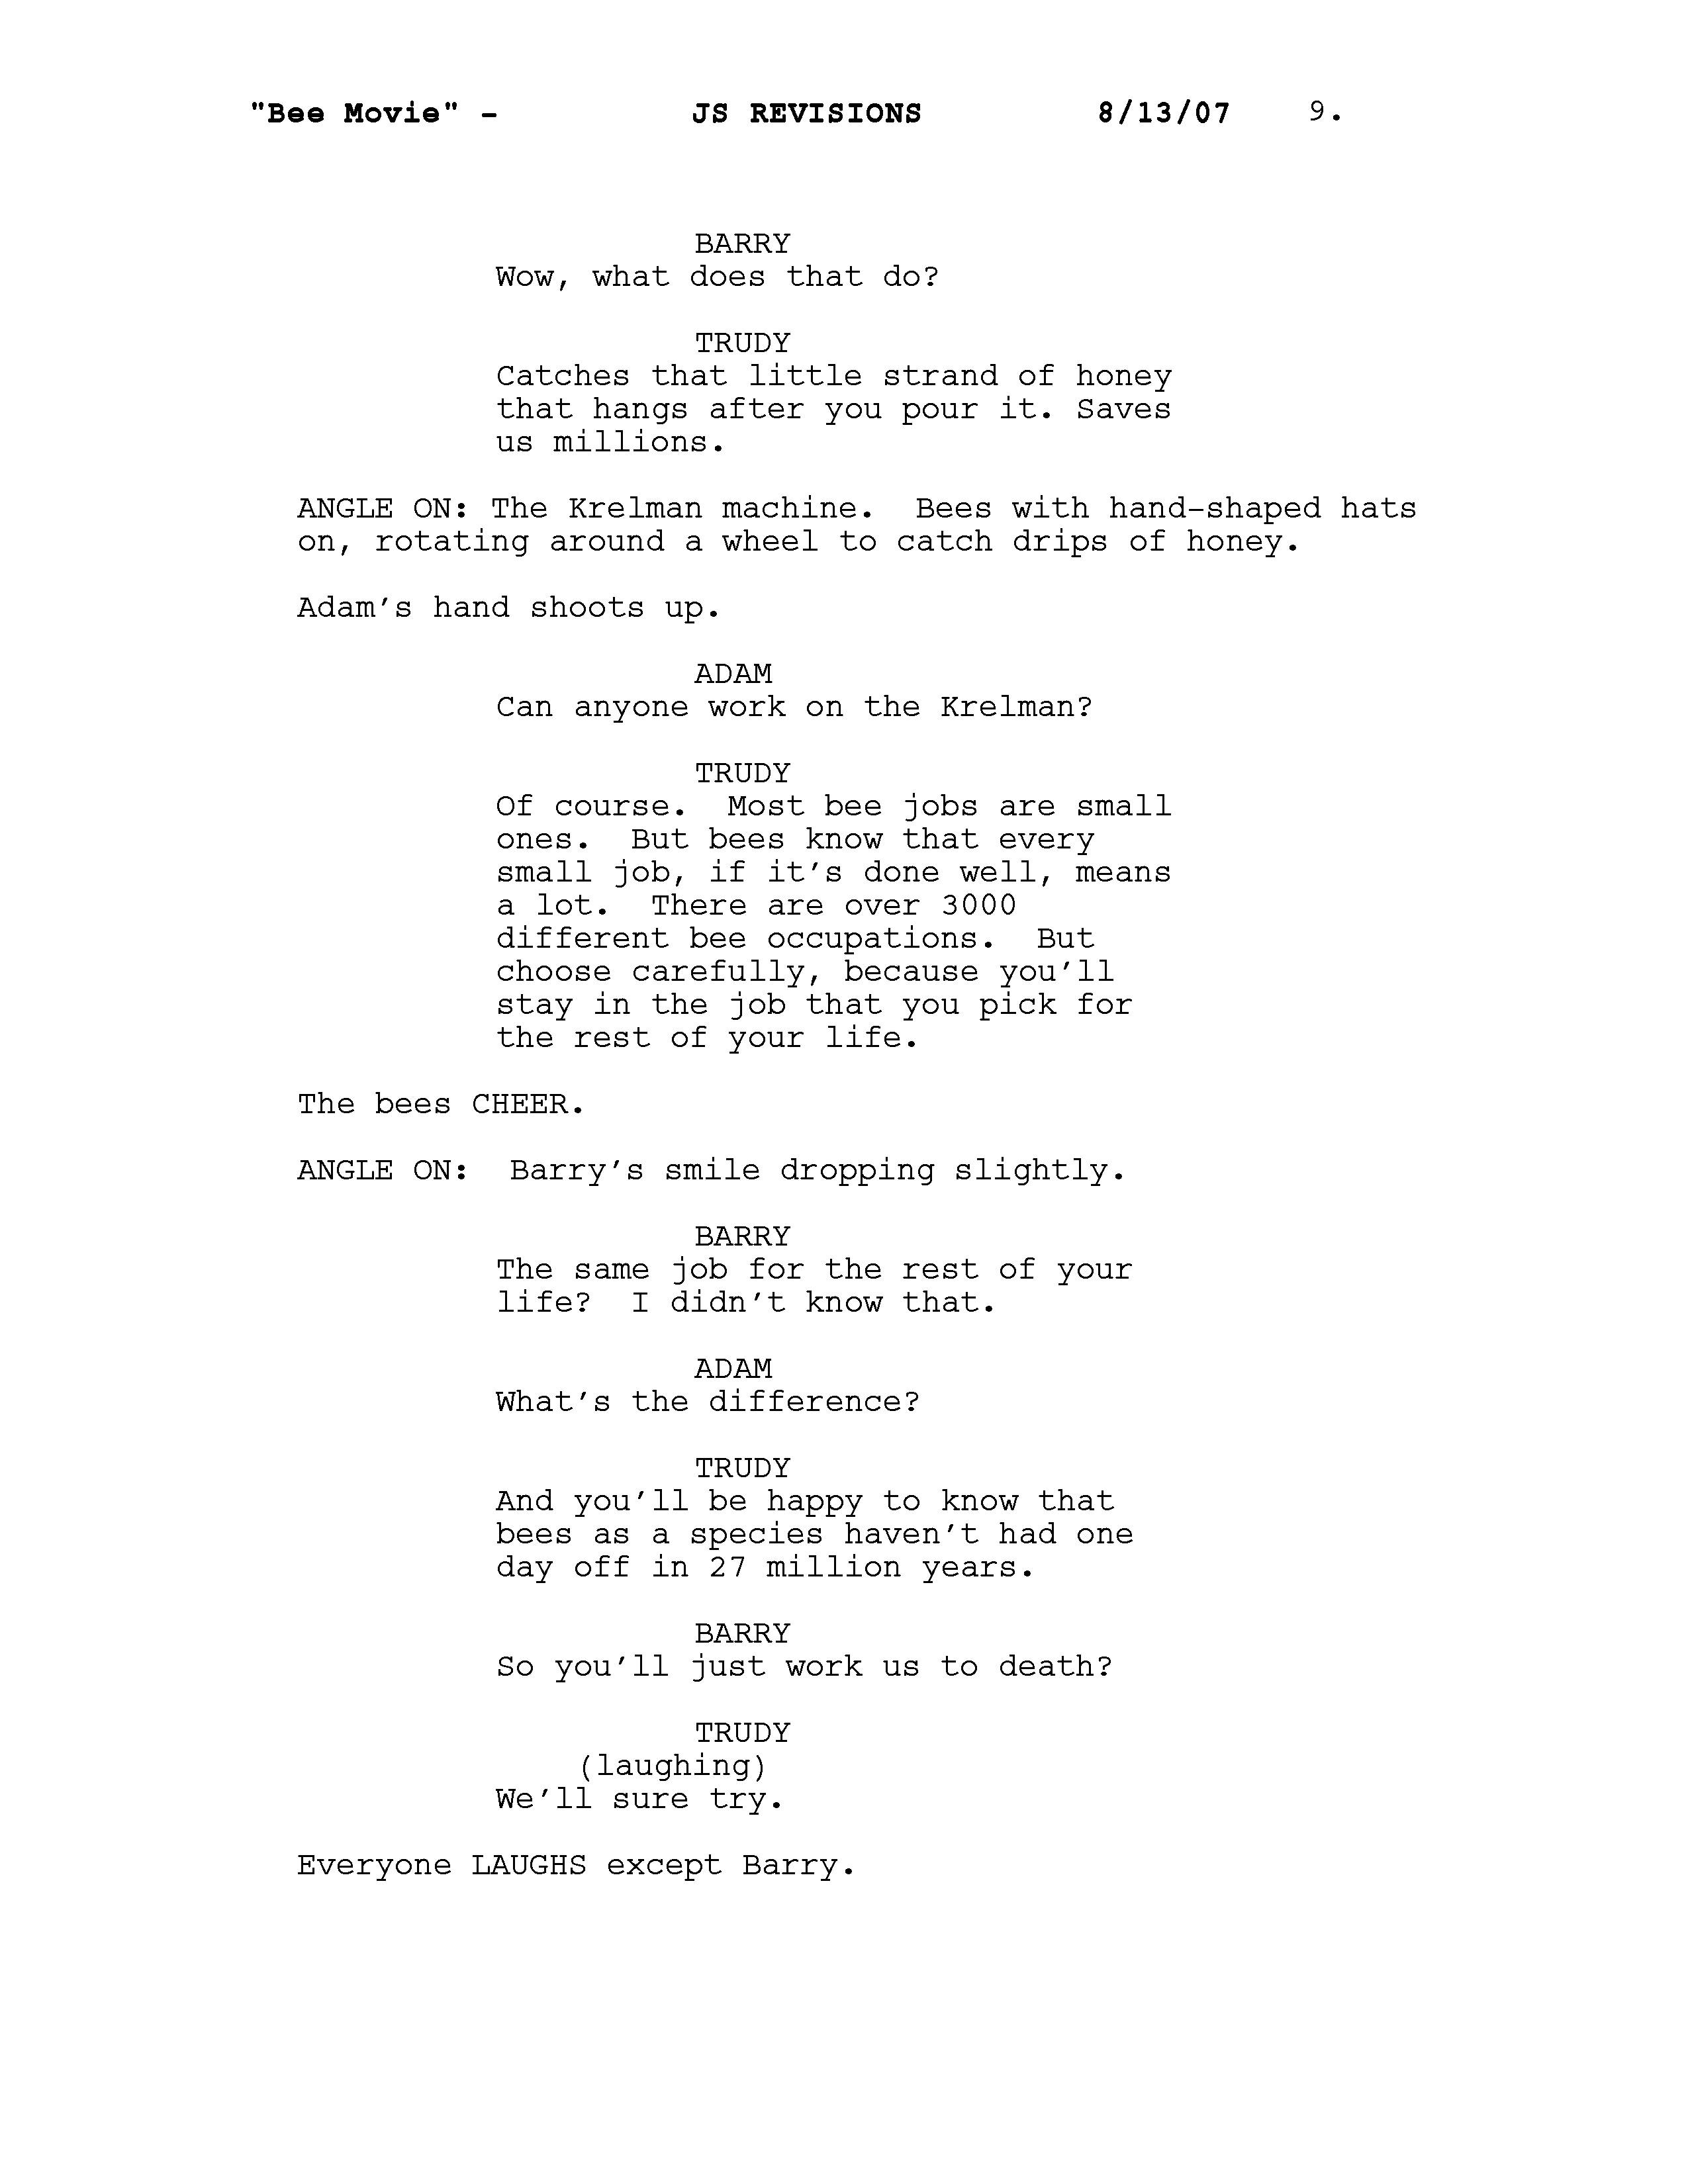 "Bee Movie" - JS REVISIONS 8/13/07 9.
BARRY
Wow, what does that do?
TRUDY
Catches that little strand of honey
that hangs after you pour it. Saves
us millions.
ANGLE ON: The Krelman machine.  Bees with hand-shaped hats
on, rotating around a wheel to catch drips of honey.
Adam's hand shoots up.
ADAM
Can anyone work on the Krelman?
TRUDY
Of course.  Most bee jobs are small
ones.  But bees know that every
small job, if it's done well, means
a lot.  There are over 3000
different bee occupations.  But
choose carefully, because you'll
stay in the job that you pick for
the rest of your life.
The bees CHEER.
ANGLE ON:  Barry's smile dropping slightly.
BARRY
The same job for the rest of your
life?  I didn't know that.
ADAM
What's the difference?
TRUDY
And you'll be happy to know that
bees as a species haven't had one
day off in 27 million years.
BARRY
So you'll just work us to death?
TRUDY
(laughing)
We'll sure try.
Everyone LAUGHS except Barry.